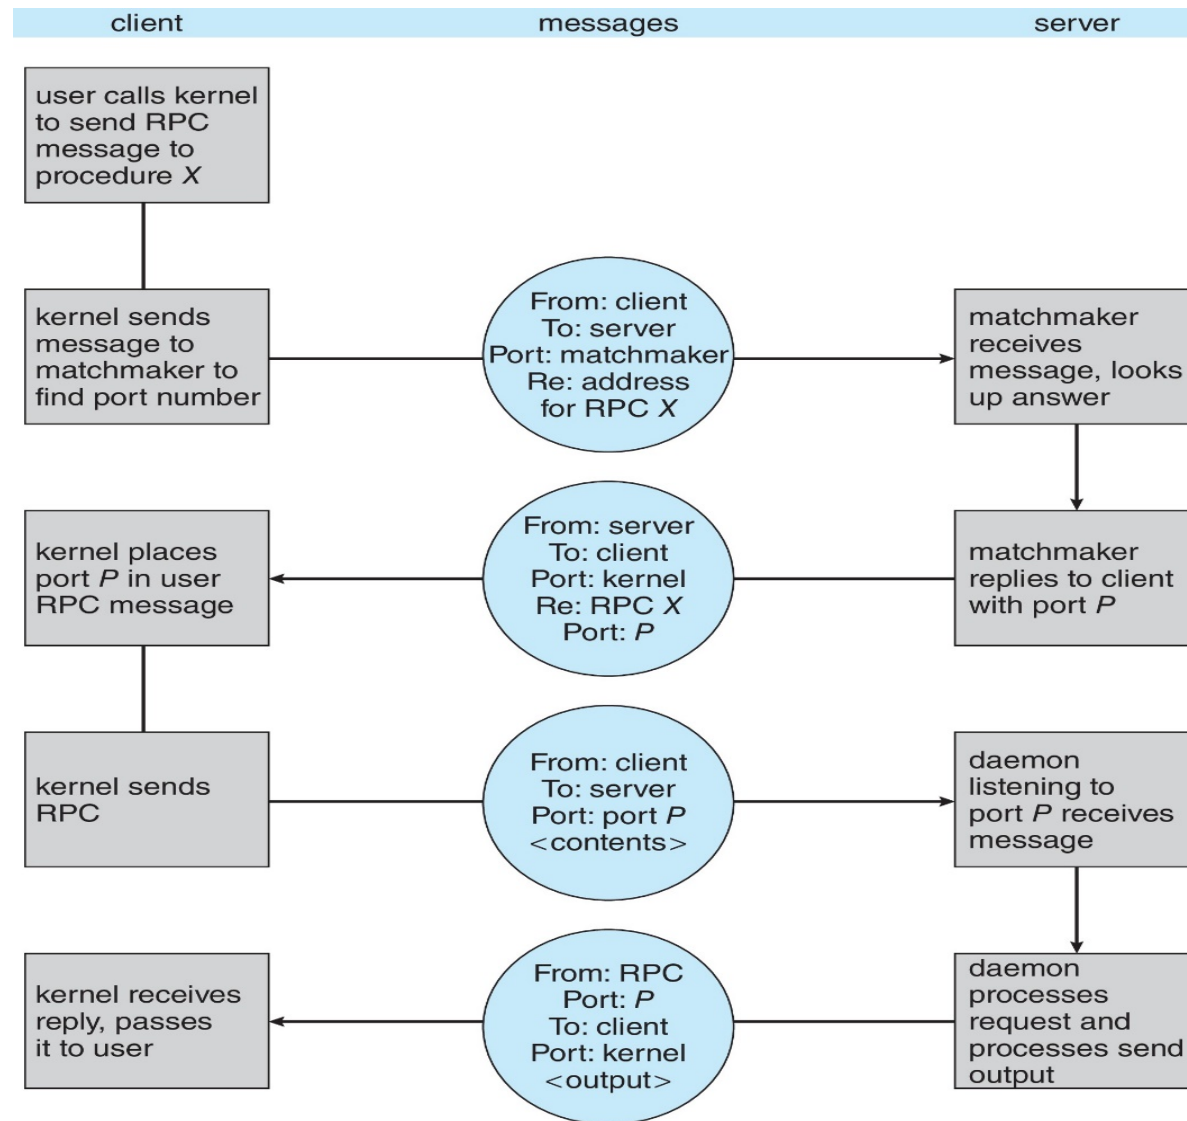 client
messages
server
user calls kernel
to send RPC
message to
procedure X
kernel sends
message to
matchmaker to
find port number
From: client
To: server
Port: matchmaker
Re: address
for RPC X
matchmaker
receives
message, looks
up answer
kernel places
port P in user
RPC message
From: server
To: client
Port: kernel
Re: RPC X
Port: P
matchmaker
replies to client
with port P
kernel sends
RPC
From: client
To: server
Port: port P
<contents>
daemon
listening to
port P receives
message
kernel receives
reply, passes
it to user
From: RPC
Port: P
To: client
Port: kernel
<output>
daemon
processes
request and
processes send
output